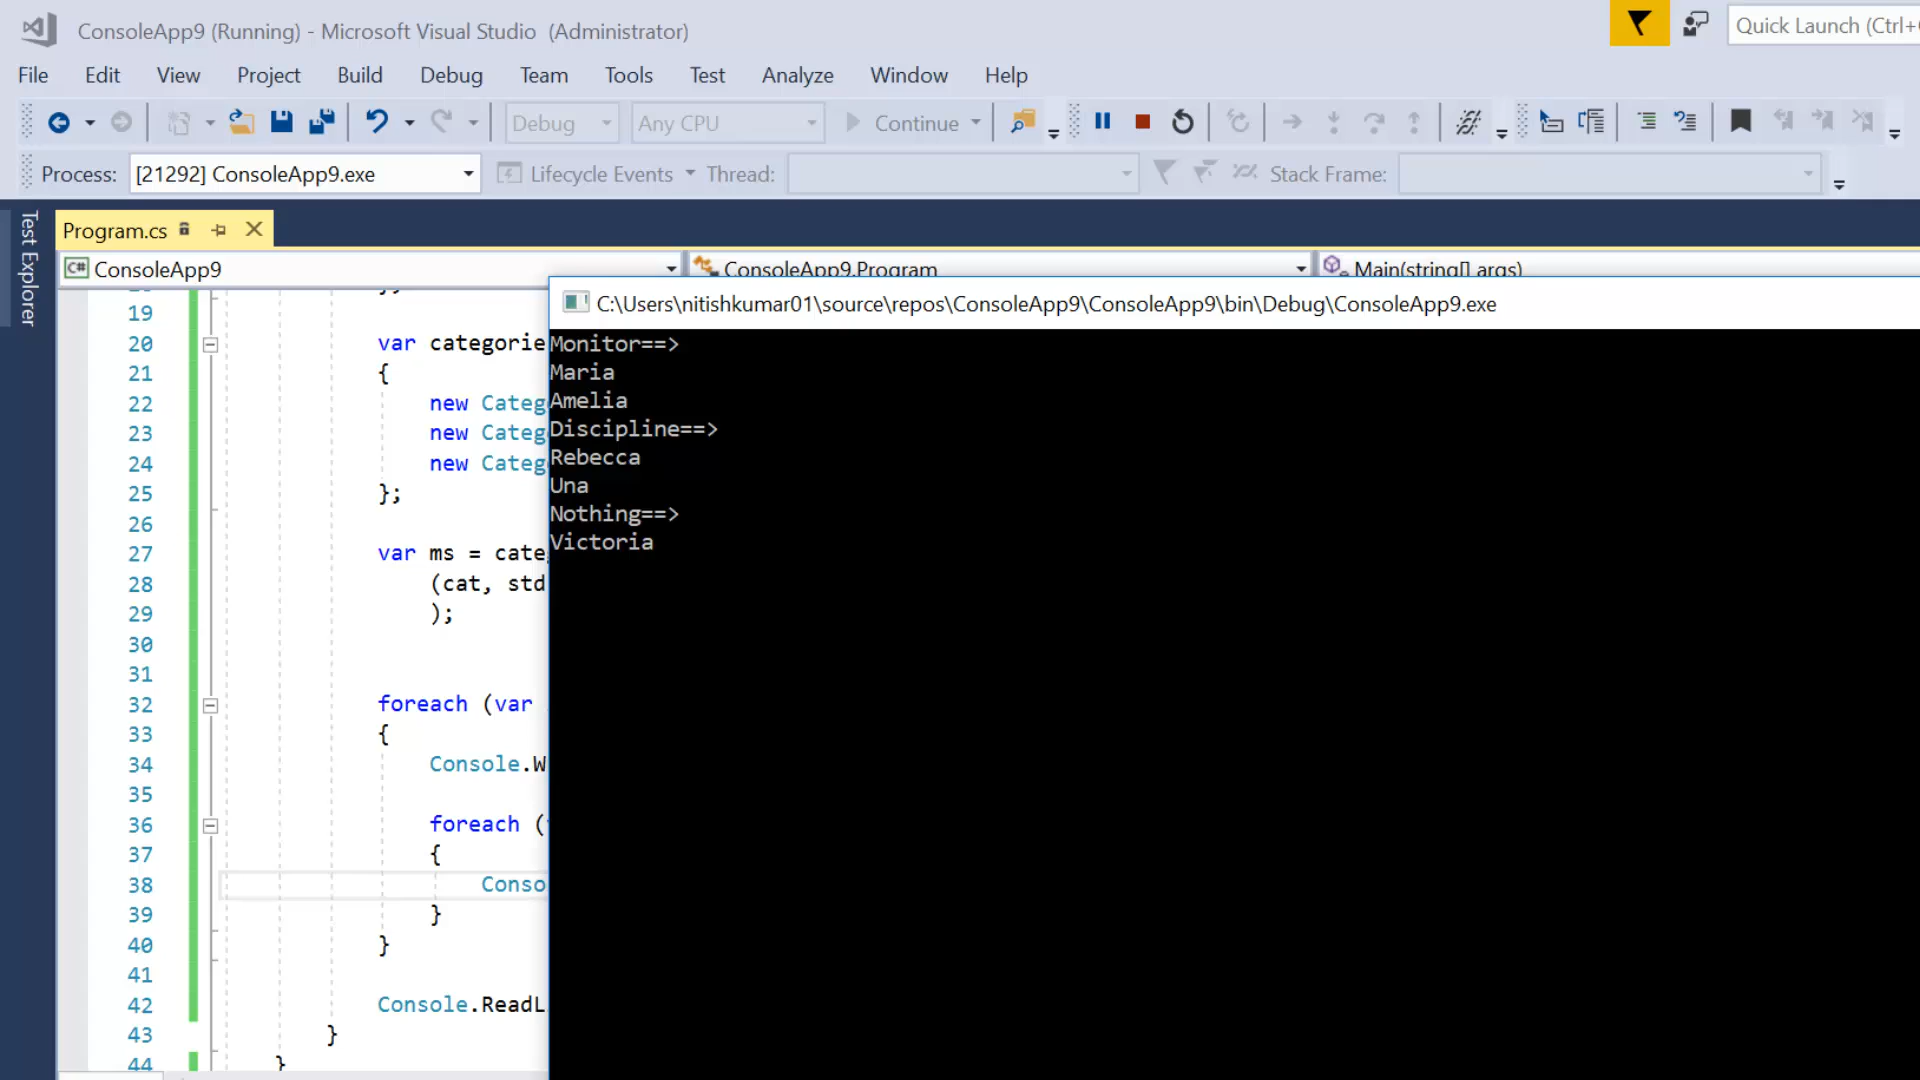 ConsoleApp9 (Running) - Microsoft Visual Studio (Administrator)
Quick Launch (Ctrl+
File Edit View Project Build Debug Team Tools Test Analyze Window Help
Debug Any CPU Continue
Process: [21292] ConsoleApp9.exe Lifecycle Events Thread: Stack Frame:
Test Explorer
Program.cs
C# ConsoleApp9 ConsoleApp9.Program Main(string[] args)
C:\Users\nitishkumar01\source\repos\ConsoleApp9\ConsoleApp9\bin\Debug\ConsoleApp9.exe
19
20 var categorie
21 {
22 new Categ
23 new Categ
24 new Categ
25 };
26
27 var ms = cate
28 (cat, std
29 );
30
31
32 foreach (var
33 {
34 Console.W
35
36 foreach (
37 {
38 Conso
39 }
40 }
41
42 Console.ReadL
43 }
44 }
Monitor==>
Maria
Amelia
Discipline==>
Rebecca
Una
Nothing==>
Victoria